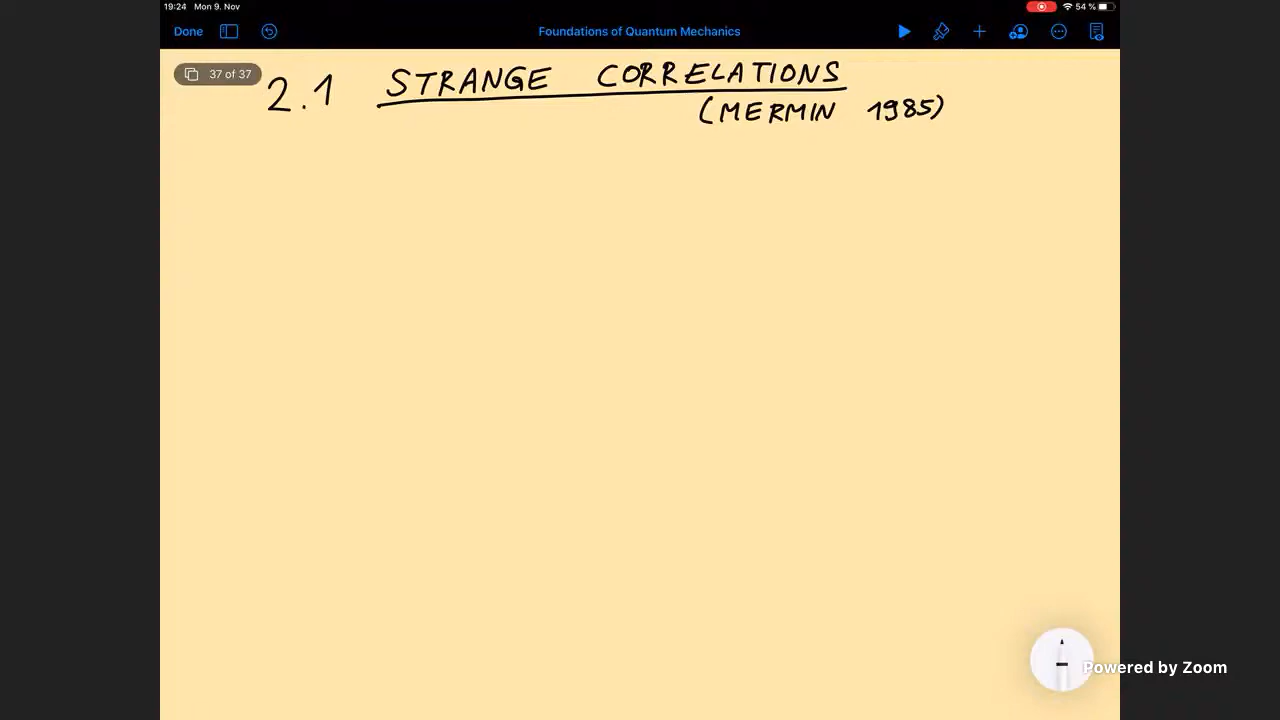 19:24 Mon 9. Nov 54 %
Done Foundations of Quantum Mechanics
37 of 37
2.1 STRANGE CORRELATIONS
(MERMIN 1985)
Powered by Zoom